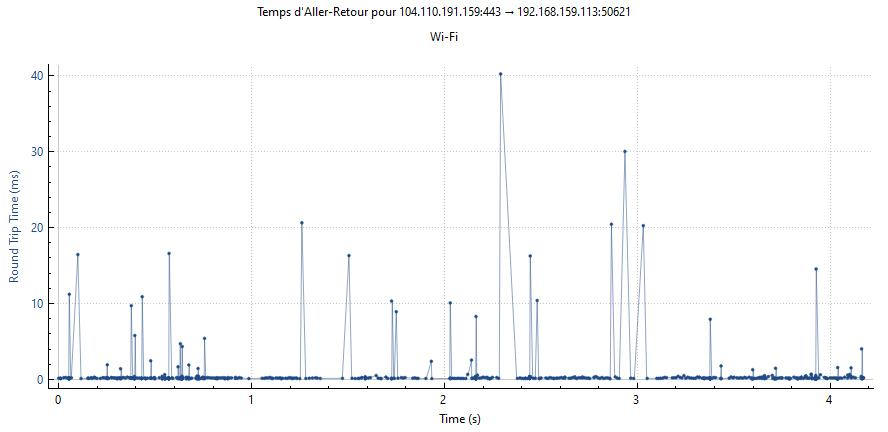 Temps d'Aller-Retour pour 104.110.191.159:443 → 192.168.159.113:50621
Wi-Fi
Round Trip Time (ms)
40
30
20
10
0
0 1 2 3 4
Time (s)